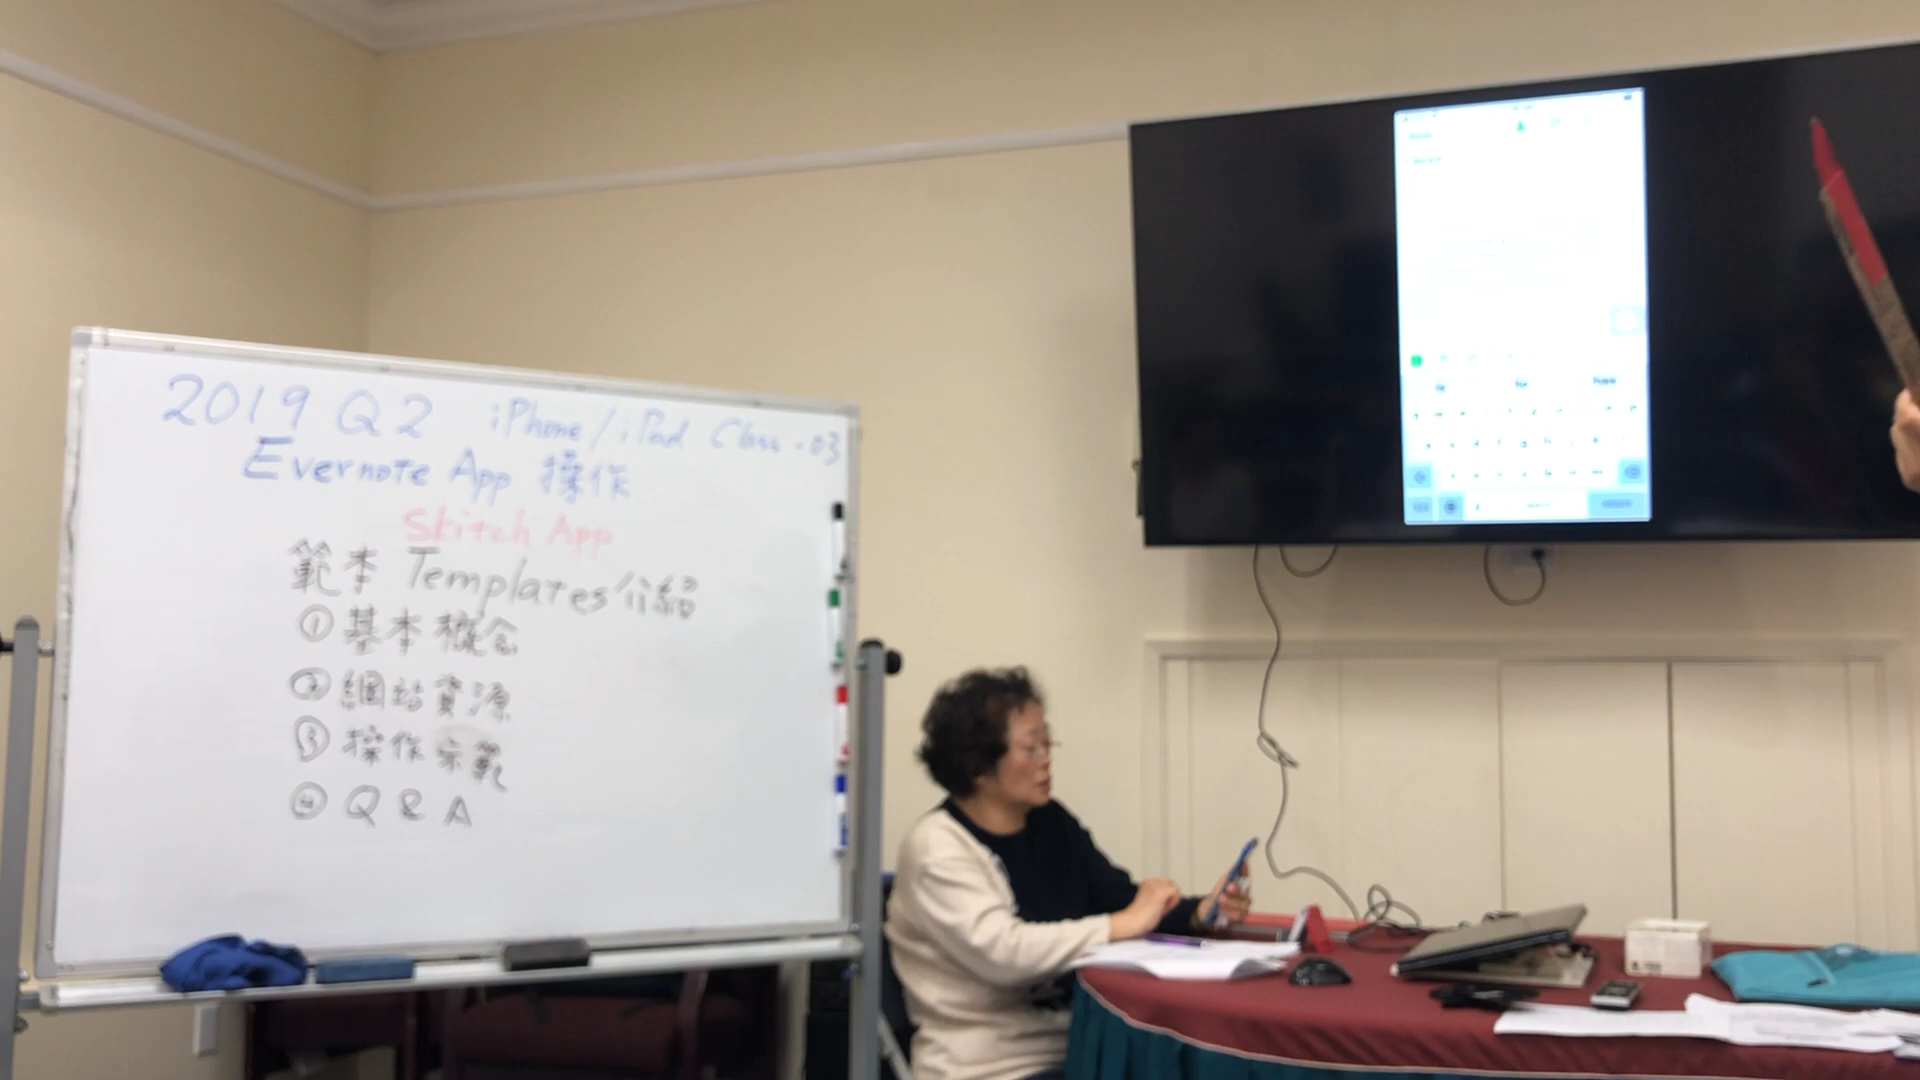 2019 Q2 iPhone/iPad Class-03
Evernote App 操作
Skitch App
範本 Templates 介紹
① 基本概念
② 網站資源
③ 操作示範
④ Q & A